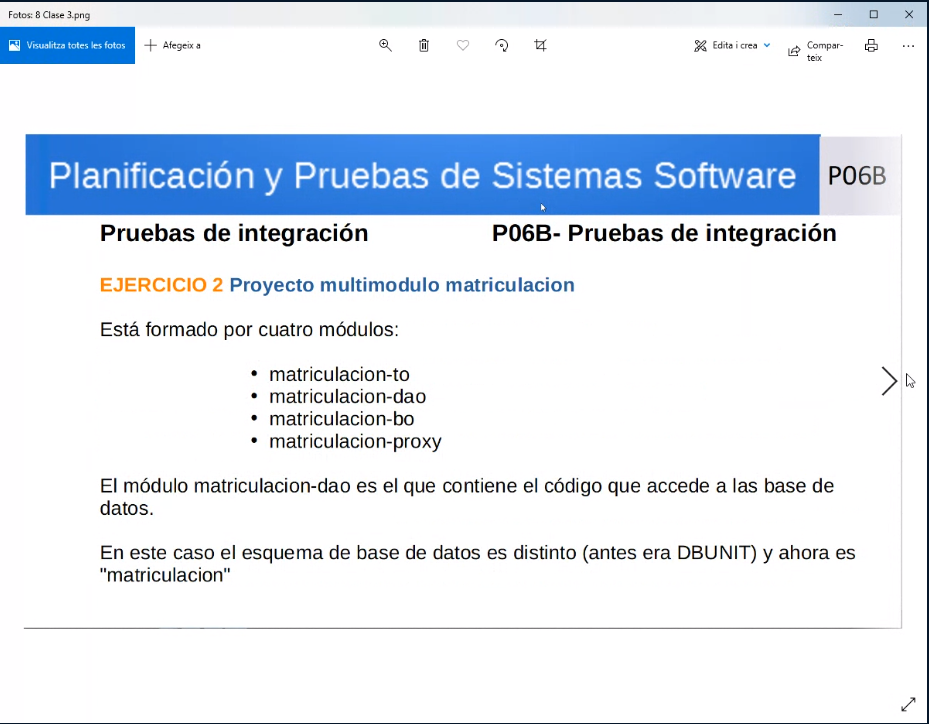 Fotos: 8 Clase 3.png
Visualitza totes les fotos
Afegeix a
Edita i crea
Compar-
teix
Planificación y Pruebas de Sistemas Software
P06B
Pruebas de integración
P06B- Pruebas de integración
EJERCICIO 2 Proyecto multimodulo matriculacion
Está formado por cuatro módulos:
• matriculacion-to
• matriculacion-dao
• matriculacion-bo
• matriculacion-proxy
El módulo matriculacion-dao es el que contiene el código que accede a las base de
datos.
En este caso el esquema de base de datos es distinto (antes era DBUNIT) y ahora es
"matriculacion"